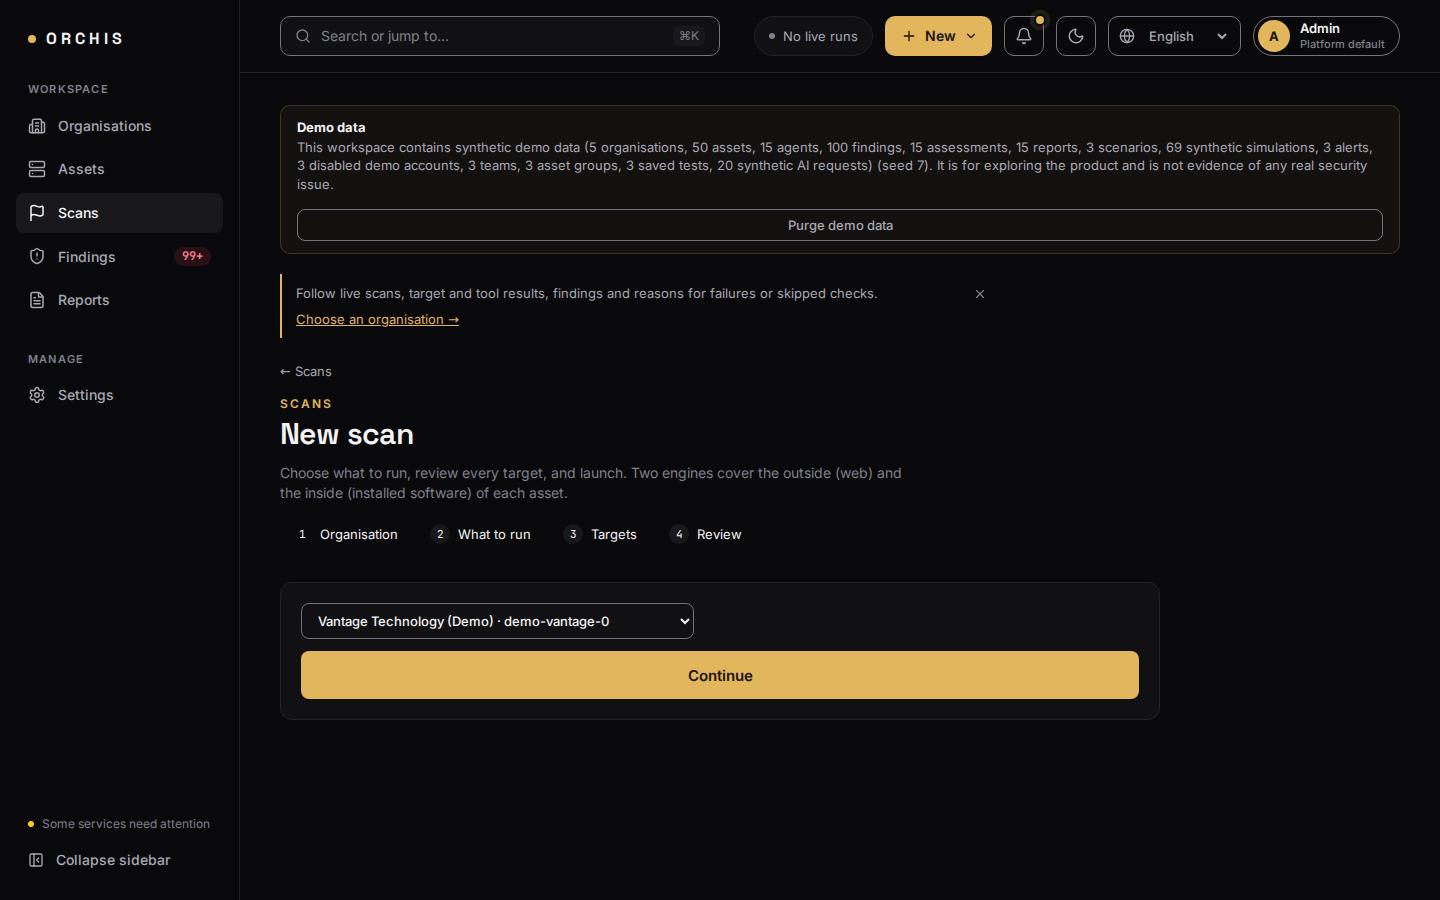 ORCHIS
Search or jump to...
⌘K
No live runs
New
English
A
Admin
Platform default
WORKSPACE
Organisations
Assets
Scans
Findings
99+
Reports
MANAGE
Settings
Some services need attention
Collapse sidebar
Demo data
This workspace contains synthetic demo data (5 organisations, 50 assets, 15 agents, 100 findings, 15 assessments, 15 reports, 3 scenarios, 69 synthetic simulations, 3 alerts,
3 disabled demo accounts, 3 teams, 3 asset groups, 3 saved tests, 20 synthetic AI requests) (seed 7). It is for exploring the product and is not evidence of any real security
issue.
Purge demo data
Follow live scans, target and tool results, findings and reasons for failures or skipped checks.
Choose an organisation →
← Scans
SCANS
New scan
Choose what to run, review every target, and launch. Two engines cover the outside (web) and
the inside (installed software) of each asset.
1 Organisation
2 What to run
3 Targets
4 Review
Vantage Technology (Demo) · demo-vantage-0
Continue